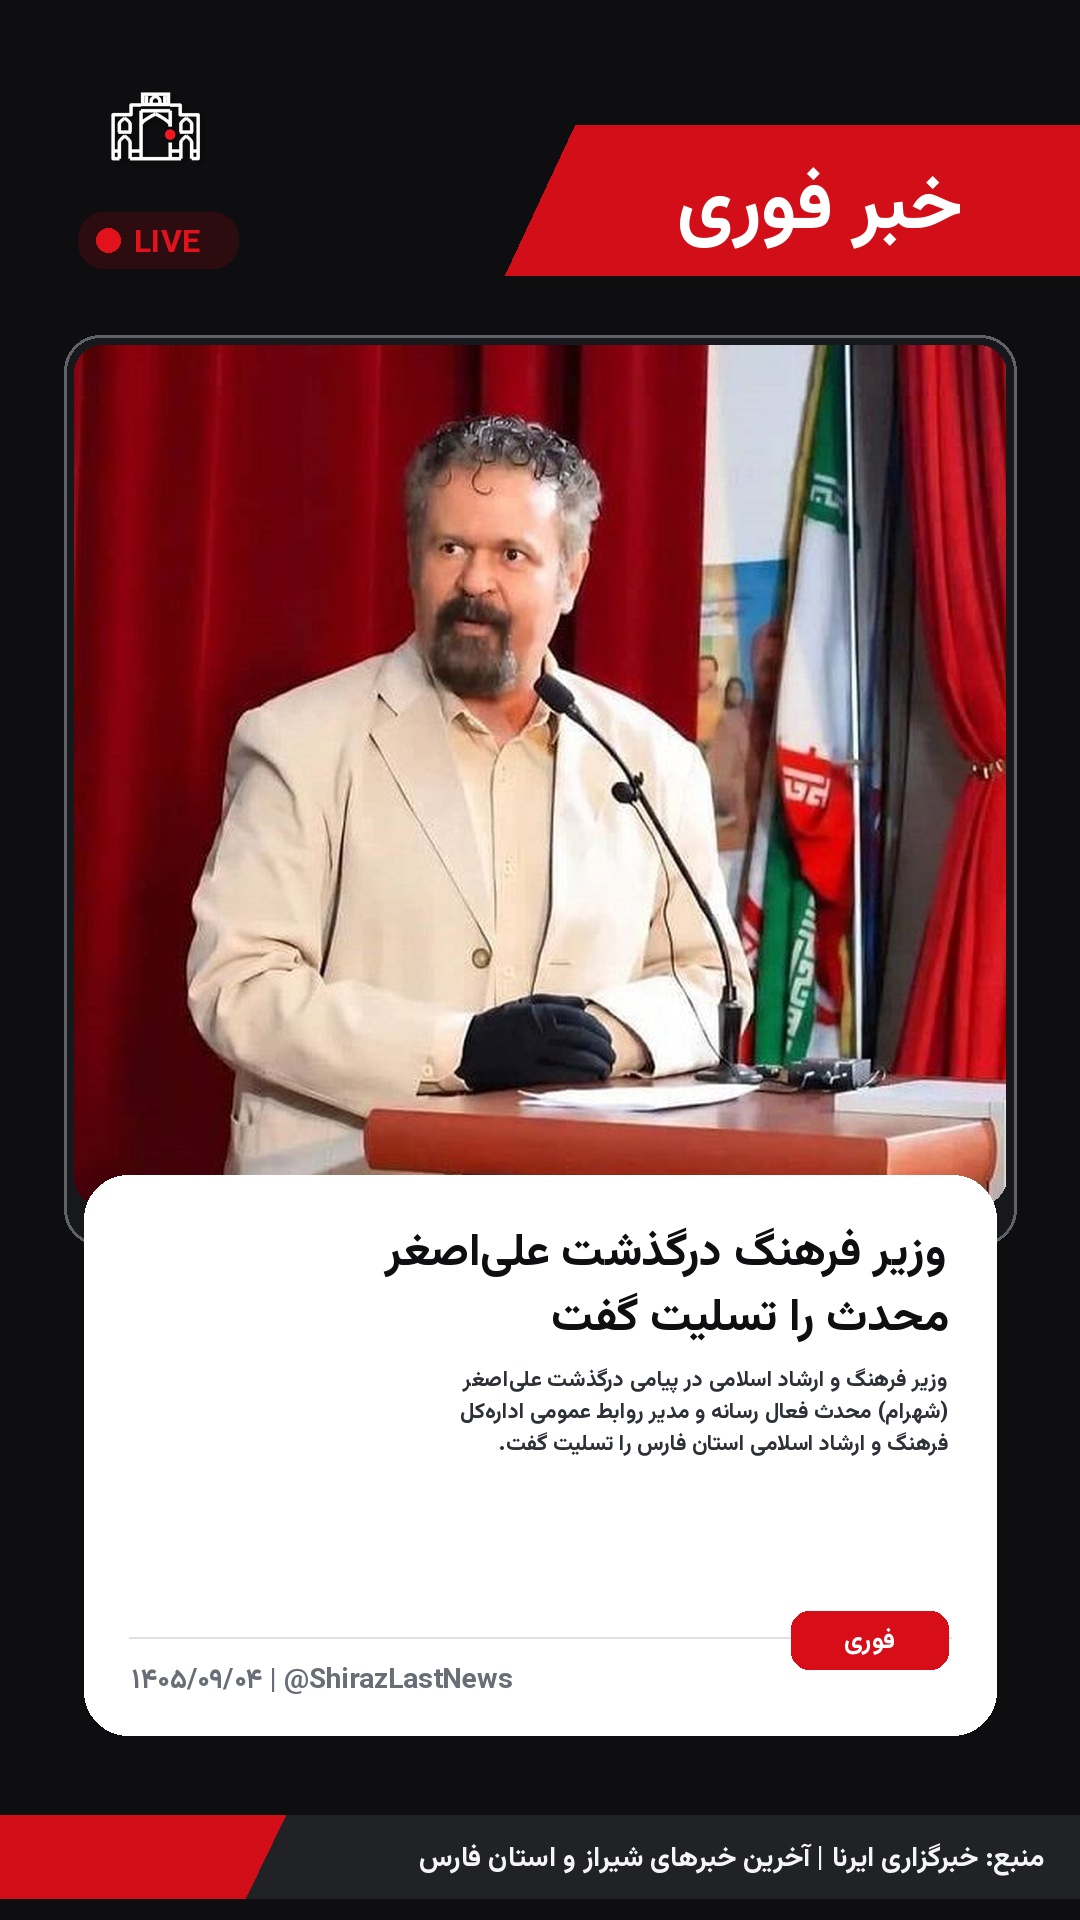 خبر فوری
LIVE
وزیر فرهنگ درگذشت علی‌اصغر
محدث را تسلیت گفت
وزیر فرهنگ و ارشاد اسلامی در پیامی درگذشت علی‌اصغر
(شهرام) محدث فعال رسانه و مدیر روابط عمومی اداره‌کل
فرهنگ و ارشاد اسلامی استان فارس را تسلیت گفت.
فوری
۱۴۰۵/۰۹/۰۴ | @ShirazLastNews
منبع: خبرگزاری ایرنا | آخرین خبرهای شیراز و استان فارس